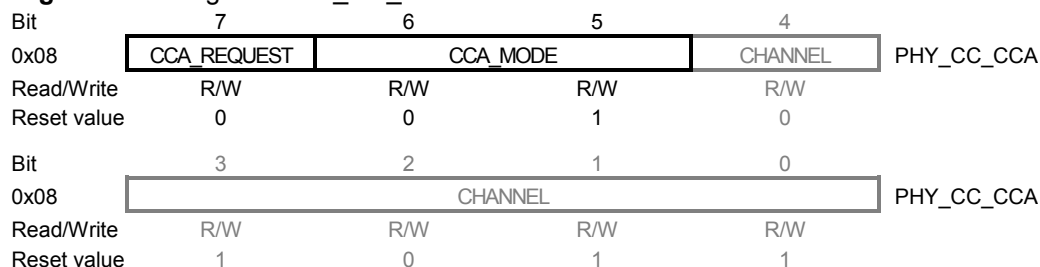 Bit 7 6 5 4
0x08 CCA_REQUEST CCA_MODE CHANNEL PHY_CC_CCA
Read/Write R/W R/W R/W R/W
Reset value 0 0 1 0
Bit 3 2 1 0
0x08 CHANNEL PHY_CC_CCA
Read/Write R/W R/W R/W R/W
Reset value 1 0 1 1